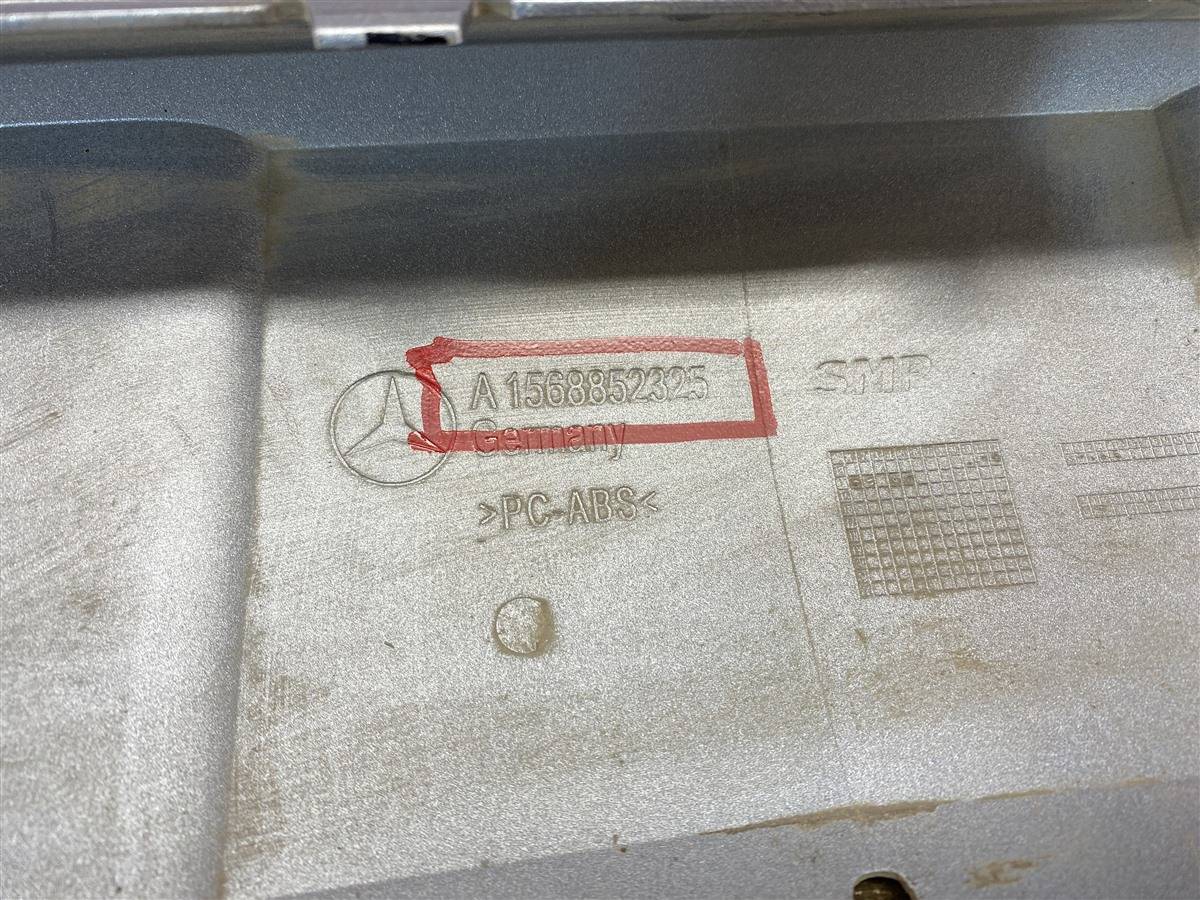 A 1568852325
Germany
>PC-ABS<
SMP